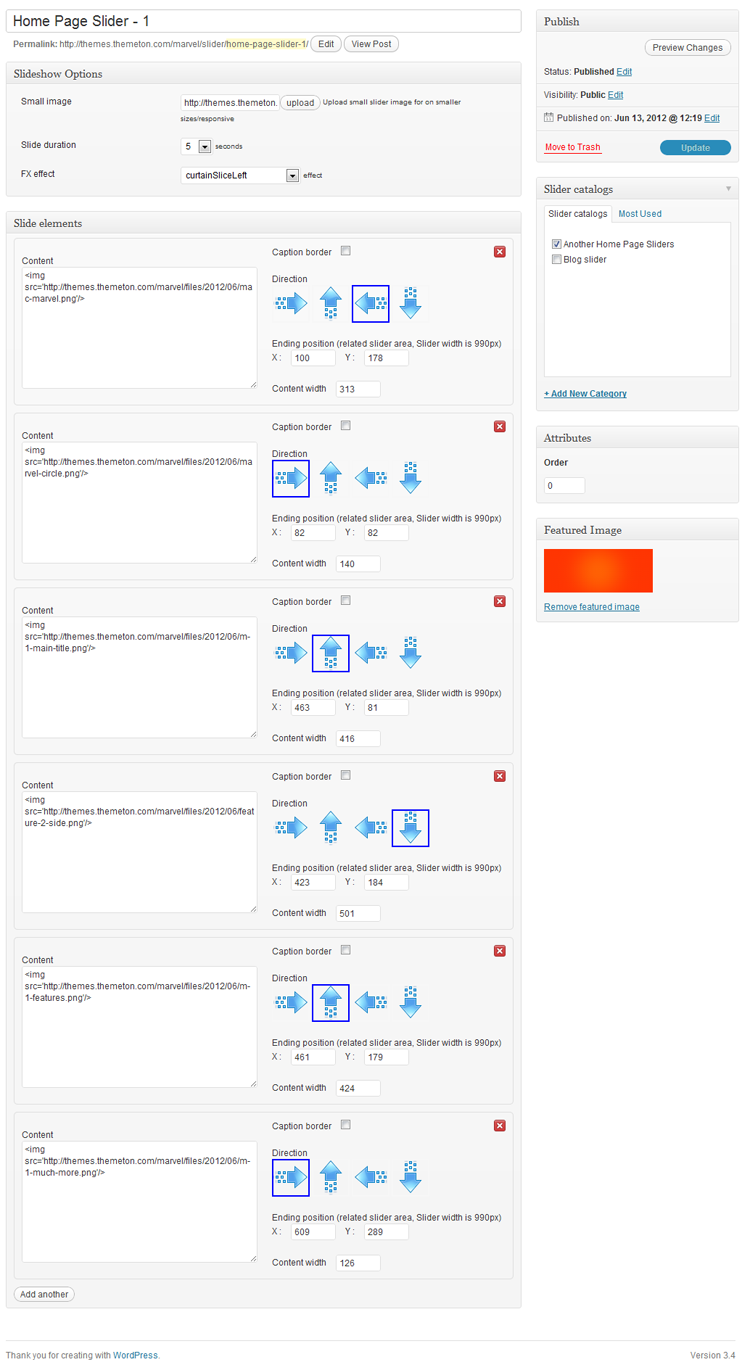 Home Page Slider - 1
Permalink: http://themes.themeton.com/marvel/slider/home-page-slider-1/ Edit View Post
Slideshow Options
Small image
http://themes.themeton. upload Upload small slider image for on smaller
sizes/responsive
Slide duration
5 seconds
FX effect
curtainSliceLeft effect
Slide elements
Content
<img
src='http://themes.themeton.com/marvel/files/2012/06/ma
c-marvel.png'/>
Caption border
Direction
Ending position (related slider area, Slider width is 990px)
X : 100 Y : 178
Content width 313
Content
<img
src='http://themes.themeton.com/marvel/files/2012/06/ma
rvel-circle.png'/>
Caption border
Direction
Ending position (related slider area, Slider width is 990px)
X : 82 Y : 82
Content width 140
Content
<img
src='http://themes.themeton.com/marvel/files/2012/06/m-
1-main-title.png'/>
Caption border
Direction
Ending position (related slider area, Slider width is 990px)
X : 463 Y : 81
Content width 416
Content
<img
src='http://themes.themeton.com/marvel/files/2012/06/feat
ure-2-side.png'/>
Caption border
Direction
Ending position (related slider area, Slider width is 990px)
X : 423 Y : 184
Content width 501
Content
<img
src='http://themes.themeton.com/marvel/files/2012/06/m-
1-features.png'/>
Caption border
Direction
Ending position (related slider area, Slider width is 990px)
X : 461 Y : 179
Content width 424
Content
<img
src='http://themes.themeton.com/marvel/files/2012/06/m-
1-much-more.png'/>
Caption border
Direction
Ending position (related slider area, Slider width is 990px)
X : 609 Y : 289
Content width 126
Add another
Publish
Preview Changes
Status: Published Edit
Visibility: Public Edit
Published on: Jun 13, 2012 @ 12:19 Edit
Move to Trash Update
Slider catalogs
Slider catalogs Most Used
Another Home Page Sliders
Blog slider
+ Add New Category
Attributes
Order
0
Featured Image
Remove featured image
Thank you for creating with WordPress. Version 3.4